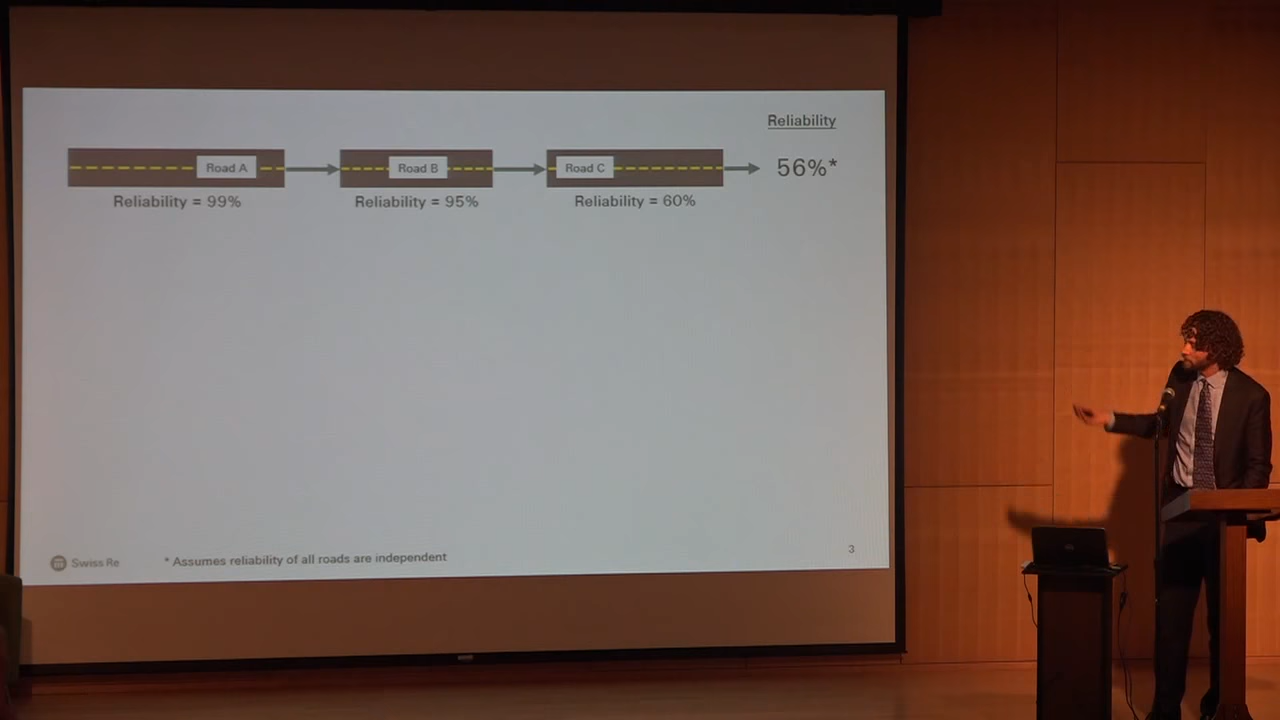 Reliability
Road A
Road B
Road C
56%*
Reliability = 99%
Reliability = 95%
Reliability = 60%
Swiss Re
* Assumes reliability of all roads are independent
3